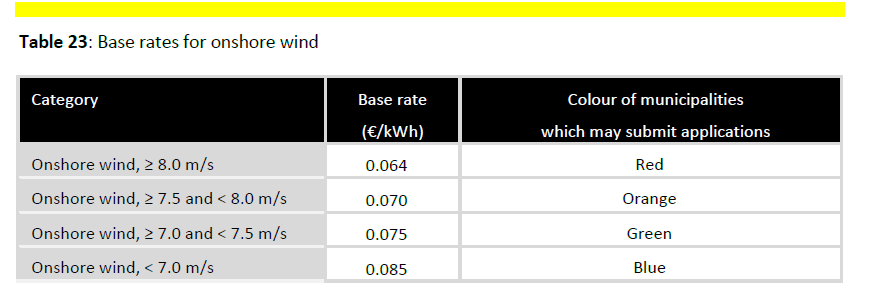 Table 23: Base rates for onshore wind
Category Base rate Colour of municipalities
(€/kWh) which may submit applications
Onshore wind, ≥ 8.0 m/s 0.064 Red
Onshore wind, ≥ 7.5 and < 8.0 m/s 0.070 Orange
Onshore wind, ≥ 7.0 and < 7.5 m/s 0.075 Green
Onshore wind, < 7.0 m/s 0.085 Blue